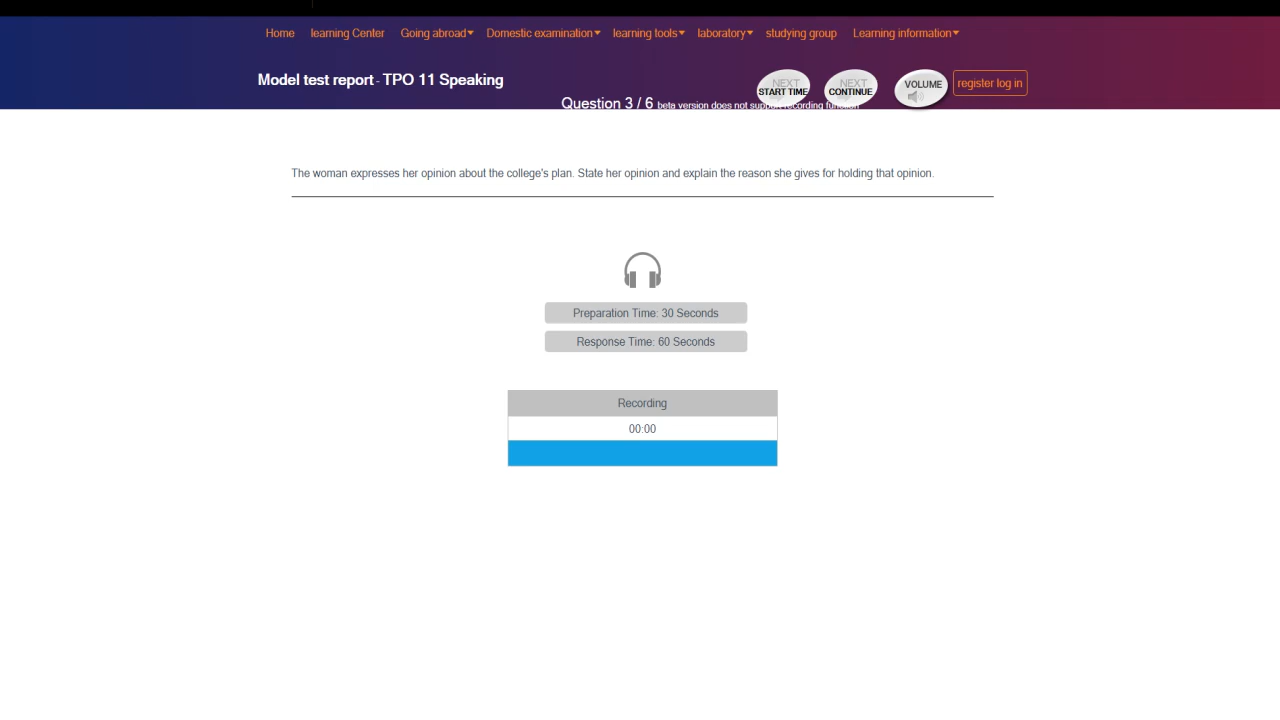 Home learning Center Going abroad Domestic examination learning tools laboratory studying group Learning information
Model test report - TPO 11 Speaking
NEXT START TIME
NEXT CONTINUE
VOLUME
register log in
Question 3 / 6 beta version does not support recording function
The woman expresses her opinion about the college's plan. State her opinion and explain the reason she gives for holding that opinion.
Preparation Time: 30 Seconds
Response Time: 60 Seconds
Recording
00:00